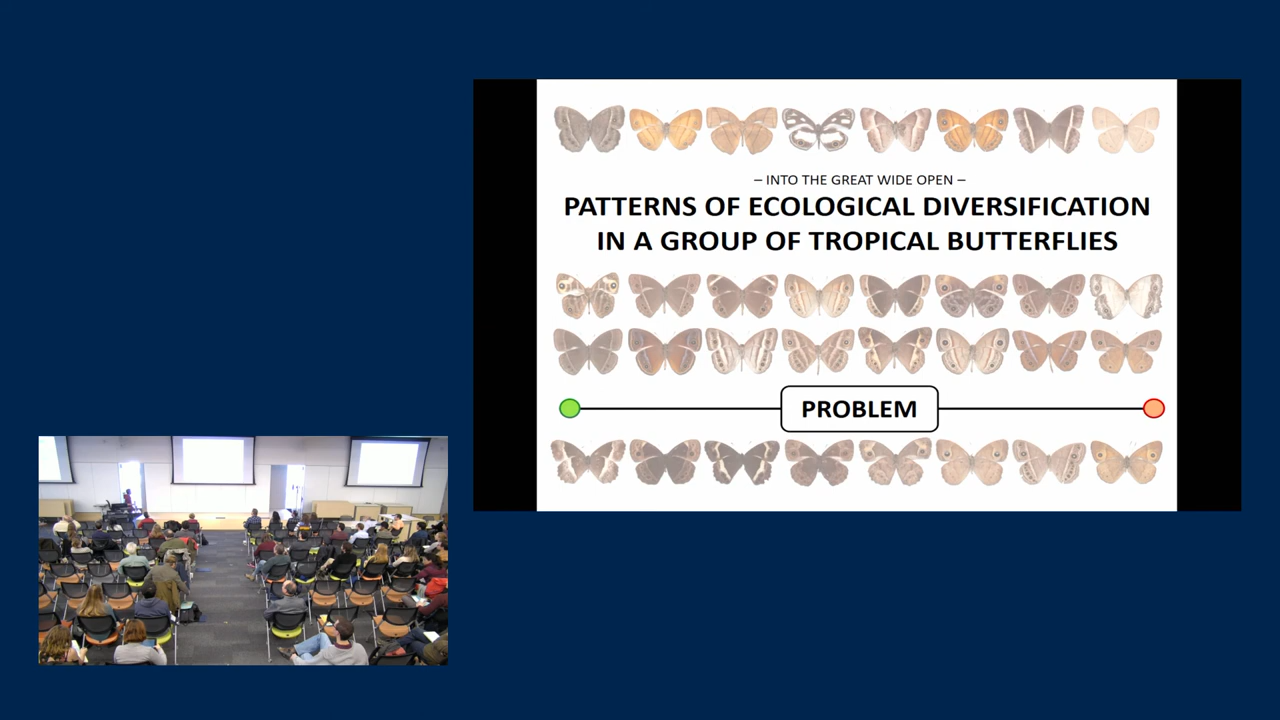 – INTO THE GREAT WIDE OPEN –
PATTERNS OF ECOLOGICAL DIVERSIFICATION
IN A GROUP OF TROPICAL BUTTERFLIES
PROBLEM